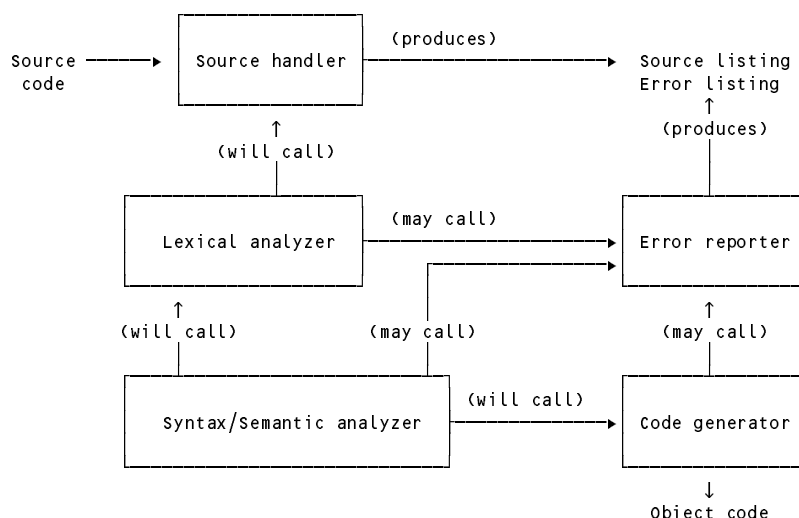 (produces)
Source
code
Source handler
Source listing
Error listing
(produces)
(will call)
(may call)
Lexical analyzer
Error reporter
(will call)
(may call)
(may call)
(will call)
Syntax/Semantic analyzer
Code generator
Object code